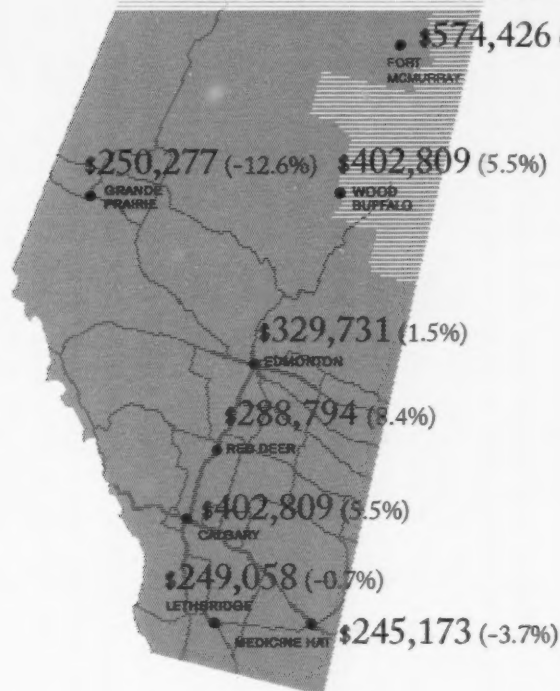 $574,426 (
FORT
MCMURRAY
$250,277 (-12.6%)
GRANDE
PRAIRIE
$402,809 (5.5%)
WOOD
BUFFALO
$329,731 (1.5%)
EDMONTON
$288,794 (8.4%)
RED DEER
$402,809 (5.5%)
CALGARY
$249,058 (-0.7%)
LETHBRIDGE
MEDICINE HAT
$245,173 (-3.7%)